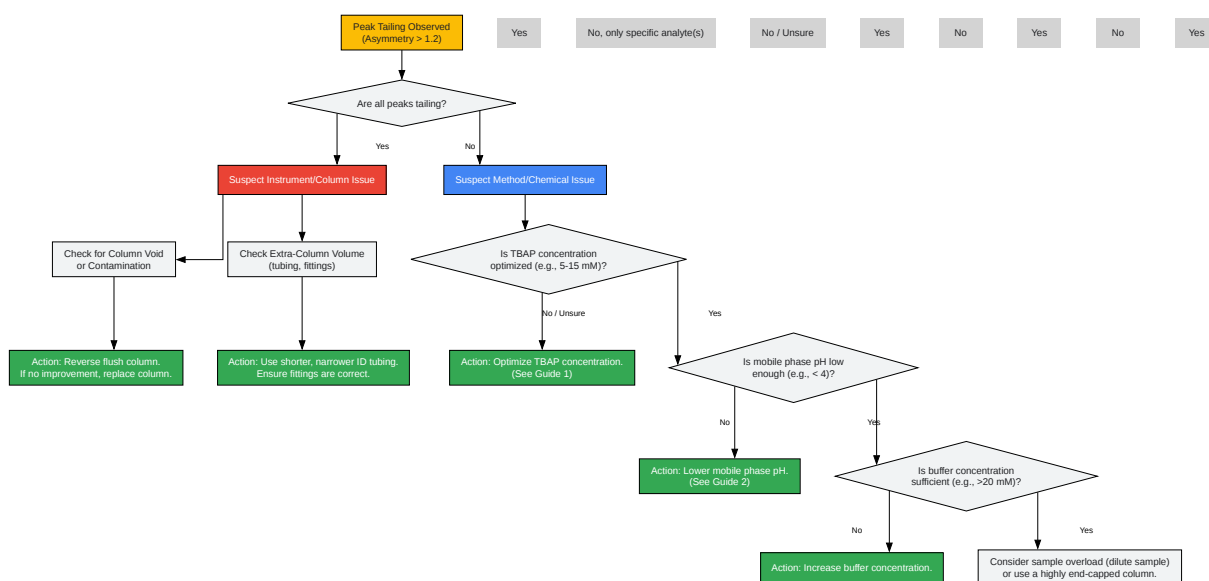 Peak Tailing Observed
(Asymmetry > 1.2)
Yes
No, only specific analyte(s)
No / Unsure
Yes
No
Yes
No
Yes
Are all peaks tailing?
Yes
No
Suspect Instrument/Column Issue
Suspect Method/Chemical Issue
Check for Column Void
or Contamination
Check Extra-Column Volume
(tubing, fittings)
Is TBAP concentration
optimized (e.g., 5-15 mM)?
No / Unsure
Yes
Action: Reverse flush column.
If no improvement, replace column.
Action: Use shorter, narrower ID tubing.
Ensure fittings are correct.
Action: Optimize TBAP concentration.
(See Guide 1)
Is mobile phase pH low
enough (e.g., < 4)?
No
Yes
Action: Lower mobile phase pH.
(See Guide 2)
Is buffer concentration
sufficient (e.g., >20 mM)?
No
Yes
Action: Increase buffer concentration.
Consider sample overload (dilute sample)
or use a highly end-capped column.